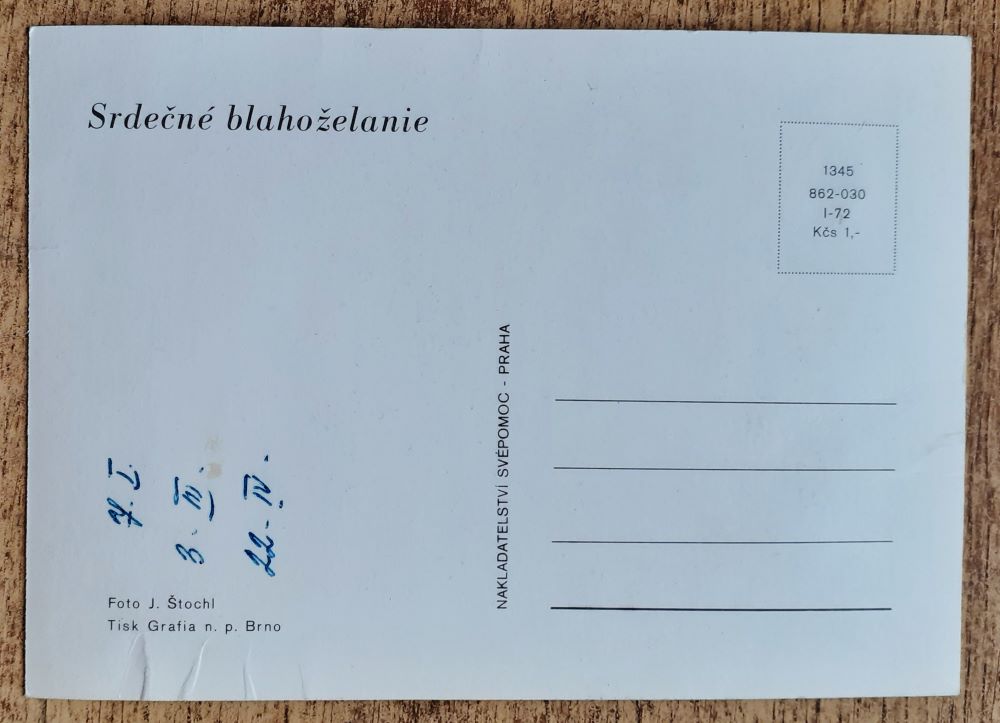 Srdečné blahoželanie
1345
862-030
I-72
Kčs 1,-
NAKLADATELSTVÍ SVÉPOMOC - PRAHA
7. I.
3. III.
22. IV.
Foto J. Štochl
Tisk Grafia n. p. Brno